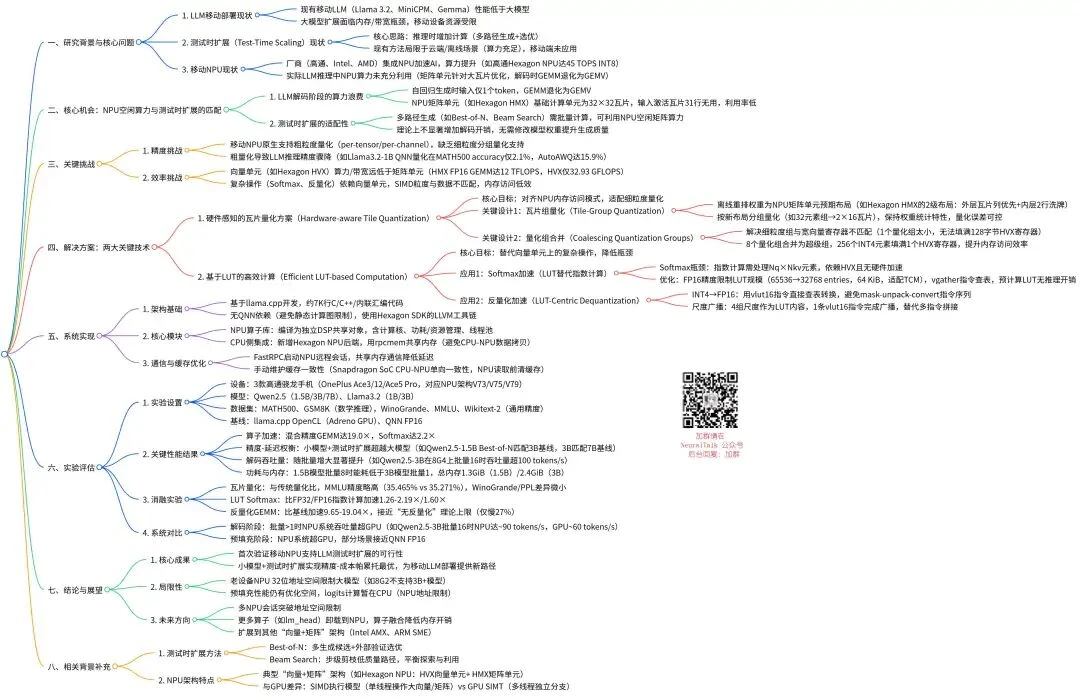 一、研究背景与核心问题
1. LLM移动部署现状
现有移动LLM（Llama 3.2、MiniCPM、Gemma）性能低于大模型
大模型扩展面临内存/带宽瓶颈，移动设备资源受限
2. 测试时扩展（Test-Time Scaling）现状
核心思路：推理时增加计算（多路径生成+选优）
现有方法局限于云端/离线场景（算力充足），移动端未应用
3. 移动NPU现状
厂商（高通、Intel、AMD）集成NPU加速AI，算力提升（如高通Hexagon NPU达45 TOPS INT8）
实际LLM推理中NPU算力未充分利用（矩阵单元针对大瓦片优化，解码时GEMM退化为GEMV）
二、核心机会：NPU空闲算力与测试时扩展的匹配
1. LLM解码阶段的算力浪费
自回归生成时输入仅1个token，GEMM退化为GEMV
NPU矩阵单元（如Hexagon HMX）基础计算单元为32×32瓦片，输入激活瓦片31行无用，利用率低
2. 测试时扩展的适配性
多路径生成（如Best-of-N、Beam Search）需批量计算，可利用NPU空闲矩阵算力
理论上不显著增加解码开销，无需修改模型权重提升生成质量
三、关键挑战
1. 精度挑战
移动NPU原生支持粗粒度量化（per-tensor/per-channel），缺乏细粒度分组量化支持
粗量化导致LLM推理精度骤降（如Llama3.2-1B QNN量化在MATH500 accuracy仅2.1%，AutoAWQ达15.9%）
2. 效率挑战
向量单元（如Hexagon HVX）算力/带宽远低于矩阵单元（HMX FP16 GEMM达12 TFLOPS，HVX仅32.93 GFLOPS）
复杂操作（Softmax、反量化）依赖向量单元，SIMD粒度与数据不匹配，内存访问低效
四、解决方案：两大关键技术
1. 硬件感知的瓦片量化方案（Hardware-aware Tile Quantization）
核心目标：对齐NPU内存访问模式，适配细粒度量化
关键设计1：瓦片组量化（Tile-Group Quantization）
离线重排权重为NPU矩阵单元预期布局（如Hexagon HMX的2级布局：外层瓦片列优先+内层2行洗牌）
按新布局分组量化（如32元素组→2×16瓦片），保持权重统计特性，量化误差可控
关键设计2：量化组合并（Coalescing Quantization Groups）
解决细粒度组与宽向量寄存器不匹配（1个量化组太小，无法填满128字节HVX寄存器）
8个量化组合并为超级组，256个INT4元素填满1个HVX寄存器，提升内存访问效率
2. 基于LUT的高效计算（Efficient LUT-based Computation）
核心目标：替代向量单元上的复杂操作，降低瓶颈
应用1：Softmax加速（LUT替代指数计算）
Softmax瓶颈：指数计算需处理Nq×Nkv元素，依赖HVX且无硬件加速
优化：FP16精度限制LUT规模（65536→32768 entries，64 KiB，适配TCM），vgather指令查表，预计算LUT无推理开销
应用2：反量化加速（LUT-Centric Dequantization）
INT4→FP16：用vlut16指令直接查表转换，避免mask-unpack-convert指令序列
尺度广播：4组尺度作为LUT内容，1条vlut16指令完成广播，替代多指令拼接
五、系统实现
1. 架构基础
基于llama.cpp开发，约7K行C/C++/内联汇编代码
无QNN依赖（避免静态计算图限制），使用Hexagon SDK的LLVM工具链
2. 核心模块
NPU算子库：编译为独立DSP共享对象，含计算核、功耗/资源管理、线程池
CPU侧集成：新增Hexagon NPU后端，用rpcmem共享内存（避免CPU-NPU数据拷贝）
3. 通信与缓存优化
FastRPC启动NPU远程会话，共享内存通信降低延迟
手动维护缓存一致性（Snapdragon SoC CPU-NPU单向一致性，NPU读取前清缓存）
六、实验评估
1. 实验设置
设备：3款高通骁龙手机（OnePlus Ace3/12/Ace5 Pro，对应NPU架构V73/V75/V79）
模型：Qwen2.5（1.5B/3B/7B）、Llama3.2（1B/3B）
数据集：MATH500、GSM8K（数学推理），WinoGrande、MMLU、Wikitext-2（通用精度）
基线：llama.cpp OpenCL（Adreno GPU）、QNN FP16
2. 关键性能结果
算子加速：混合精度GEMM达19.0×，Softmax达2.2×
精度-延迟权衡：小模型+测试时扩展超越大模型（如Qwen2.5-1.5B Best-of-N匹配3B基线，3B匹配7B基线）
解码吞吐量：随批量增大显著提升（如Qwen2.5-3B在8G4上批量16时吞吐量超100 tokens/s）
功耗与内存：1.5B模型批量8时能耗低于3B模型批量1，总内存1.3GiB（1.5B）/2.4GiB（3B）
3. 消融实验
瓦片量化：与传统量化比，MMLU精度略高（35.465% vs 35.271%），WinoGrande/PPL差异微小
LUT Softmax：比FP32/FP16指数计算加速1.26-2.19×/1.60×
反量化GEMM：比基线加速9.65-19.04×，接近“无反量化”理论上限（仅慢27%）
4. 系统对比
解码阶段：批量>1时NPU系统吞吐量超GPU（如Qwen2.5-3B批量16时NPU达~90 tokens/s，GPU~60 tokens/s）
预填充阶段：NPU系统超GPU，部分场景接近QNN FP16
七、结论与展望
1. 核心成果
首次验证移动NPU支持LLM测试时扩展的可行性
小模型+测试时扩展实现精度-成本帕累托最优，为移动LLM部署提供新路径
2. 局限性
老设备NPU 32位地址空间限制大模型（如8G2不支持3B+模型）
预填充性能仍有优化空间，logits计算暂在CPU（NPU地址限制）
3. 未来方向
多NPU会话突破地址空间限制
更多算子（如lm_head）卸载到NPU，算子融合降低内存开销
扩展到其他“向量+矩阵”架构（Intel AMX、ARM SME）
八、相关背景补充
1. 测试时扩展方法
Best-of-N：多生成候选+外部验证选优
Beam Search：步级剪枝低质量路径，平衡探索与利用
2. NPU架构特点
典型“向量+矩阵”架构（如Hexagon NPU：HVX向量单元+ HMX矩阵单元）
与GPU差异：SIMD执行模型（单线程操作大向量/矩阵）vs GPU SIMT（多线程独立分支）
加群请在
NeuralTalk 公众号
后台回复：加群